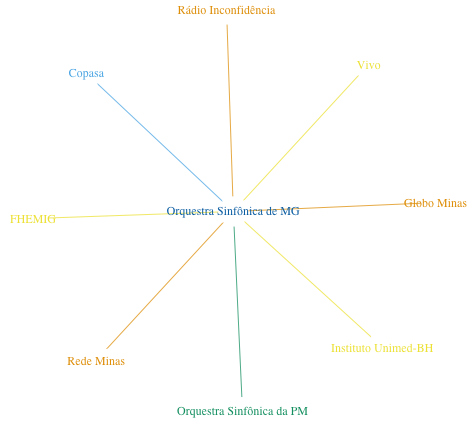 Rádio Inconfidência
Vivo
Copasa
Globo Minas
Orquestra Sinfônica de MG
FHEMIG
Instituto Unimed-BH
Rede Minas
Orquestra Sinfônica da PM